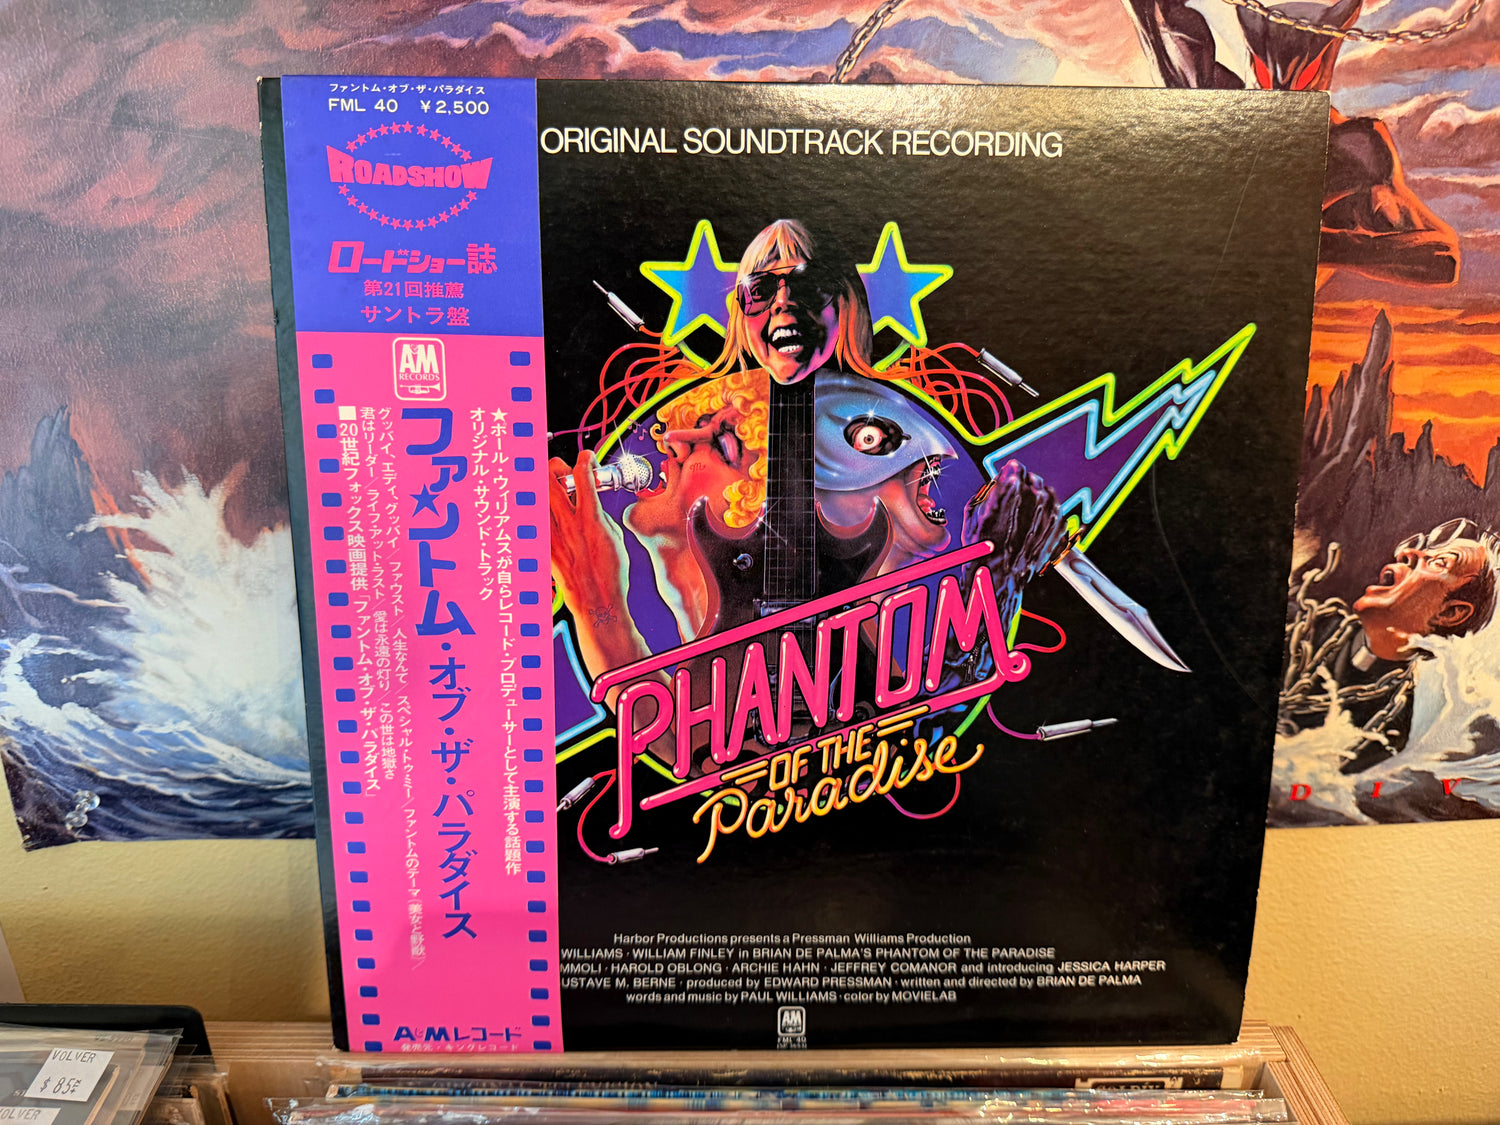 ファントム・オブ・ザ・パラダイス
FML 40 ¥2,500
ROADSHOW
ロードショー誌
第21回推薦
サントラ盤
A&M
RECORDS
★ポール・ウィリアムスが自らレコード・プロデューサーとして主演する話題作
オリジナル・サウンド・トラック
ファントム・オブ・ザ・パラダイス
グッバイ、エディ、グッバイ/ファウスト/人生なんて/スペシャル・トゥ・ミー/ファントムのテーマ(美女と野獣)/
君はリーダー/ライフ・アット・ラスト/愛は永遠の灯り この世は地獄さ
■20世紀フォックス映画提供「ファントム・オブ・ザ・パラダイス」
A&Mレコード
発売元・キングレコード
ORIGINAL SOUNDTRACK RECORDING
PHANTOM
OF THE
Paradise
Harbor Productions presents a Pressman Williams Production
WILLIAMS · WILLIAM FINLEY in BRIAN DE PALMA'S PHANTOM OF THE PARADISE
MMOLI · HAROLD OBLONG · ARCHIE HAHN · JEFFREY COMANOR and introducing JESSICA HARPER
USTAVE M. BERNE · produced by EDWARD PRESSMAN · written and directed by BRIAN DE PALMA
words and music by PAUL WILLIAMS · color by MOVIELAB
A&M
RECORDS
FML 40
DIV
VOLVER
$85
VOLVER